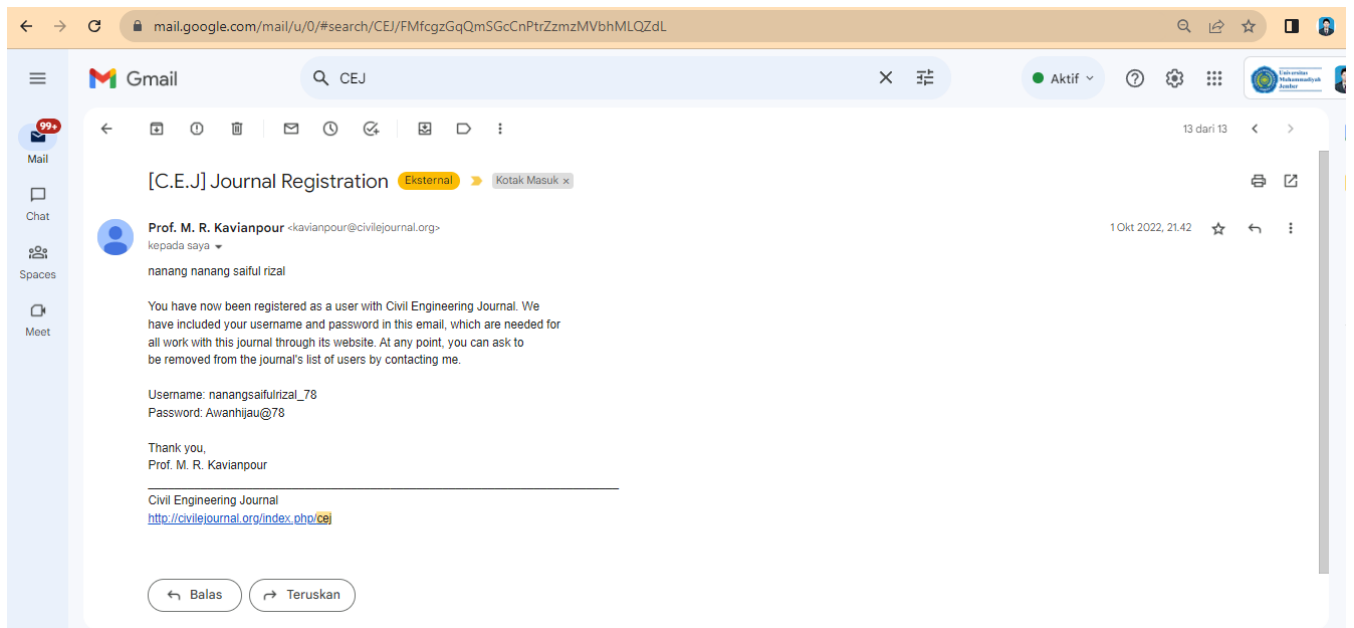 mail.google.com/mail/u/0/#search/CEJ/FMfcgzGqQmSGcCnPtrZzmzMVbhMLQZdL
Gmail
CEJ
Aktif
Universitas
Muhammadiyah
Jember
99+
Mail
Chat
Spaces
Meet
13 dari 13
[C.E.J] Journal Registration Eksternal Kotak Masuk ×
Prof. M. R. Kavianpour <kavianpour@civilejournal.org>
1 Okt 2022, 21.42
kepada saya
nanang nanang saiful rizal
You have now been registered as a user with Civil Engineering Journal. We
have included your username and password in this email, which are needed for
all work with this journal through its website. At any point, you can ask to
be removed from the journal's list of users by contacting me.
Username: nanangsaifulrizal_78
Password: Awanhijau@78
Thank you,
Prof. M. R. Kavianpour
Civil Engineering Journal
http://civilejournal.org/index.php/cej
Balas
Teruskan